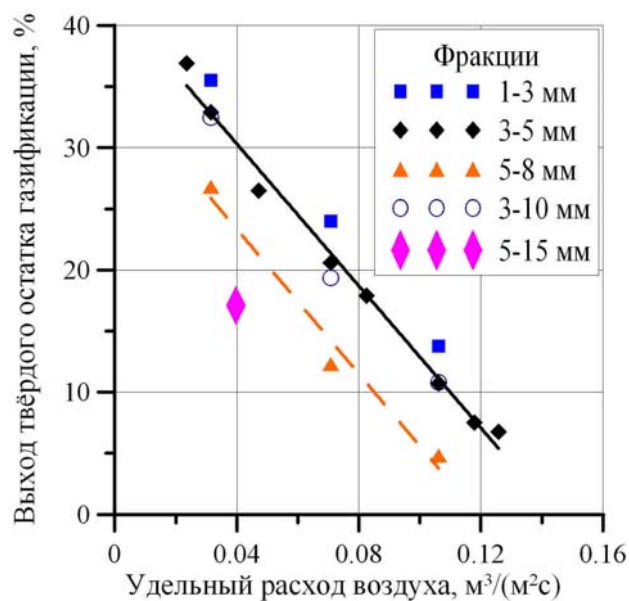 Выход твёрдого остатка газификации, %
40
30
20
10
0
Фракции
1-3 мм
3-5 мм
5-8 мм
3-10 мм
5-15 мм
0 0.04 0.08 0.12 0.16
Удельный расход воздуха, м³/(м²с)